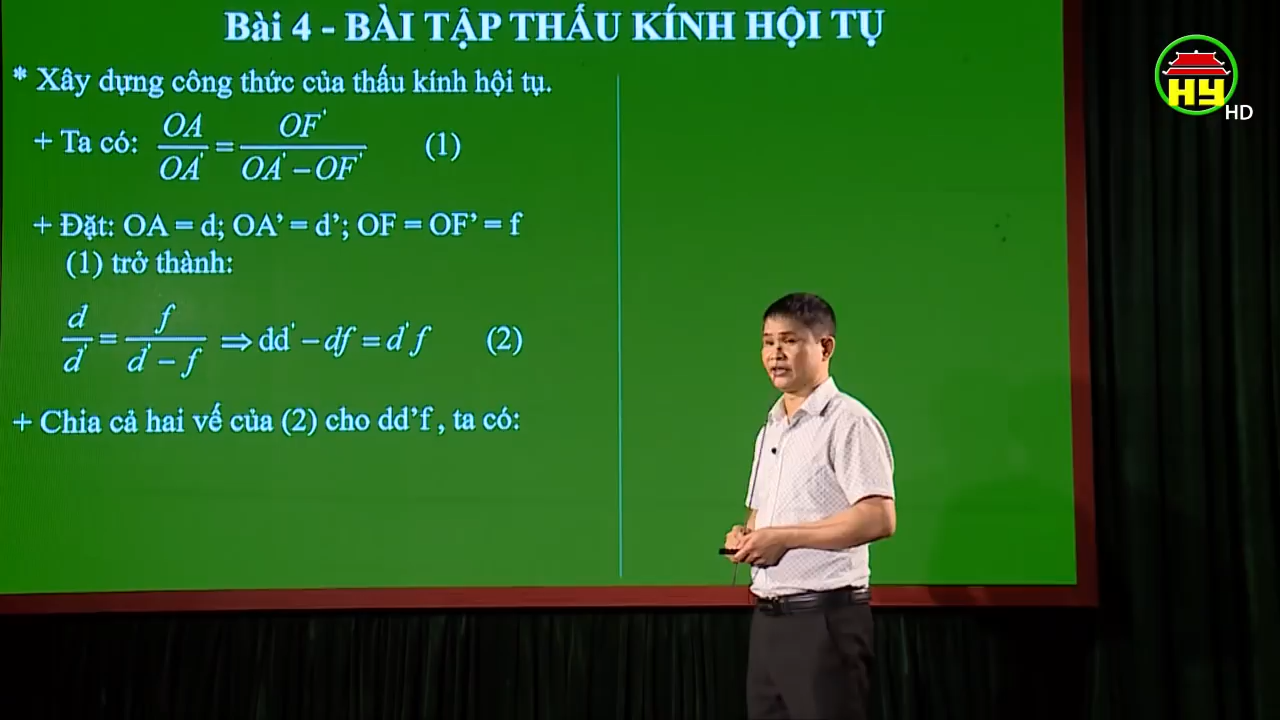 Bài 4 - BÀI TẬP THẤU KÍNH HỘI TỤ
* Xây dựng công thức của thấu kính hội tụ.
+ Ta có: OA/OA' = OF'/(OA' – OF') (1)
+ Đặt: OA = d; OA' = d'; OF = OF' = f
(1) trở thành:
d/d' = f/(d' – f) ⇒ dd' – df = d'f (2)
+ Chia cả hai vế của (2) cho dd'f , ta có:
HY
HD